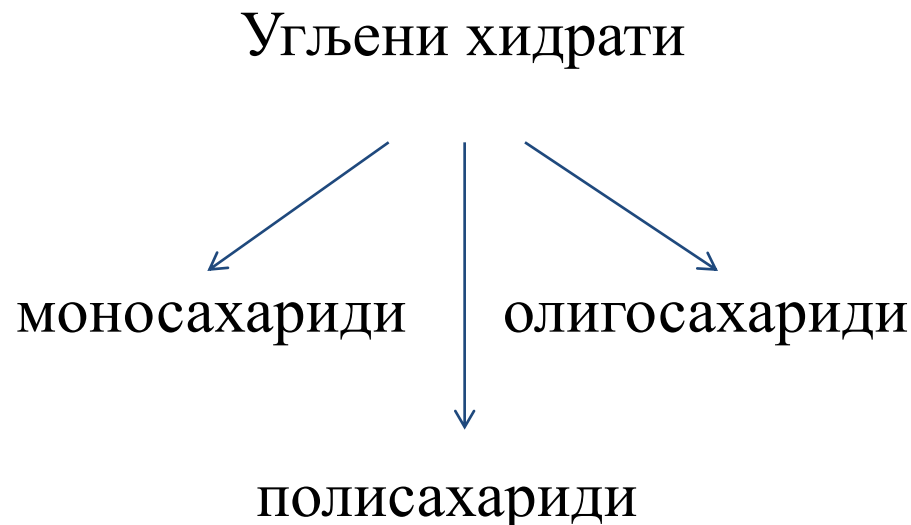 Угљени хидрати
моносахариди
олигосахариди
полисахариди